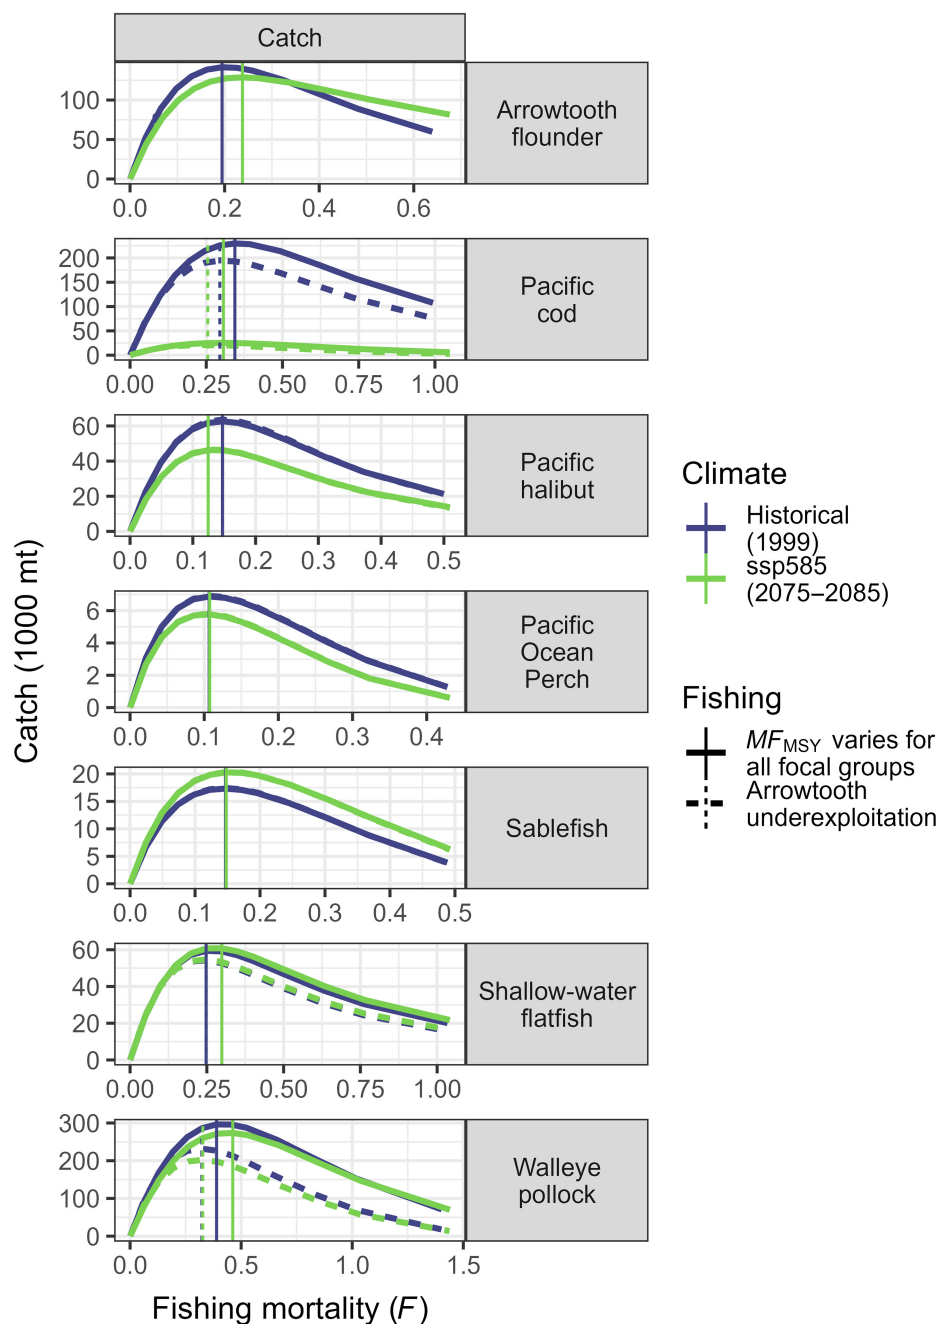 Catch
100
50
0
0.0 0.2 0.4 0.6
Arrowtooth
flounder
200
150
100
50
0
0.00 0.25 0.50 0.75 1.00
Pacific
cod
60
40
20
0
0.0 0.1 0.2 0.3 0.4 0.5
Pacific
halibut
6
4
2
0
0.0 0.1 0.2 0.3 0.4
Pacific
Ocean
Perch
20
15
10
5
0
0.0 0.1 0.2 0.3 0.4 0.5
Sablefish
60
40
20
0
0.00 0.25 0.50 0.75 1.00
Shallow-water
flatfish
300
200
100
0
0.0 0.5 1.0 1.5
Walleye
pollock
Catch (1000 mt)
Fishing mortality (F)
Climate
Historical
(1999)
ssp585
(2075–2085)
Fishing
MF_MSY varies for
all focal groups
Arrowtooth
underexploitation